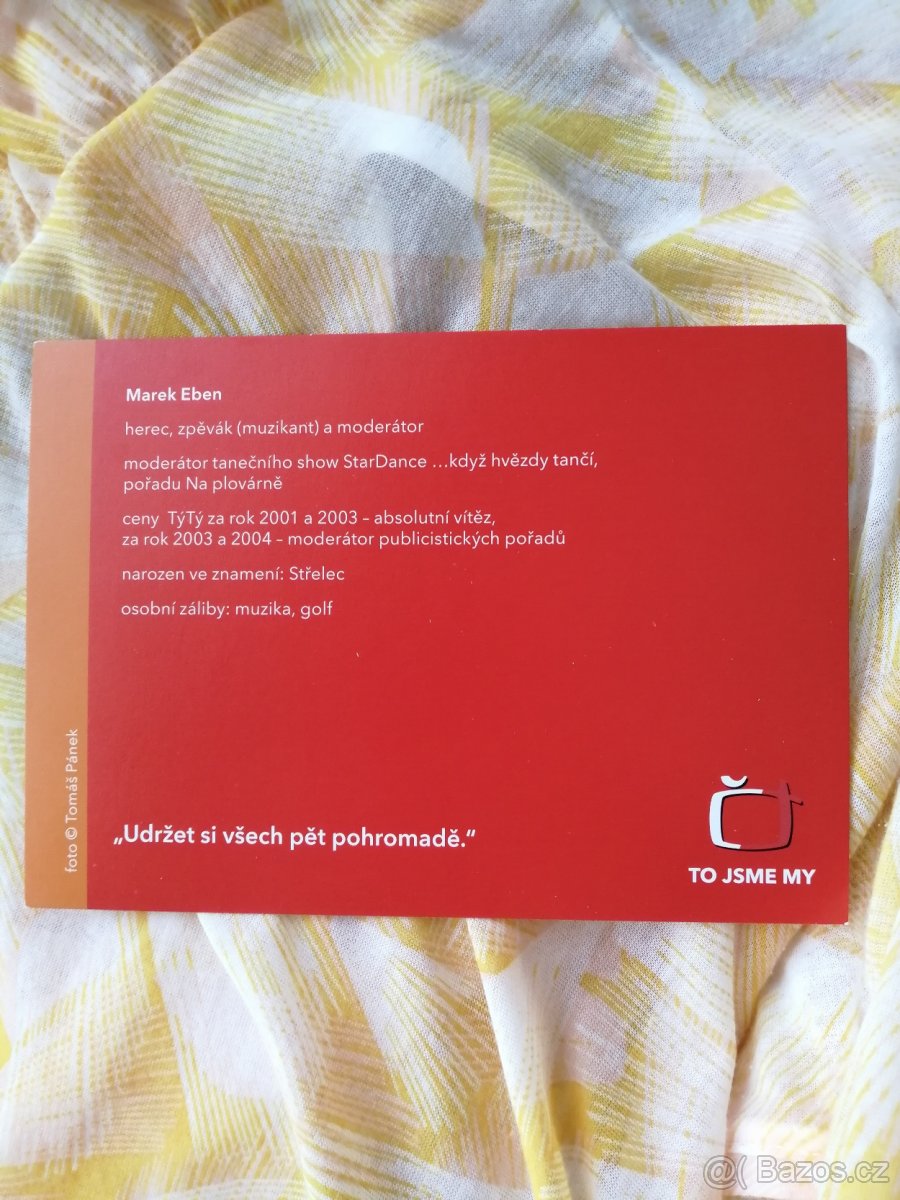 Marek Eben
herec, zpěvák (muzikant) a moderátor
moderátor tanečního show StarDance ...když hvězdy tančí,
pořadu Na plovárně
ceny TýTý za rok 2001 a 2003 – absolutní vítěz,
za rok 2003 a 2004 – moderátor publicistických pořadů
narozen ve znamení: Střelec
osobní záliby: muzika, golf
foto © Tomáš Pánek
„Udržet si všech pět pohromadě.“
Čt
TO JSME MY
@( Bazos.cz